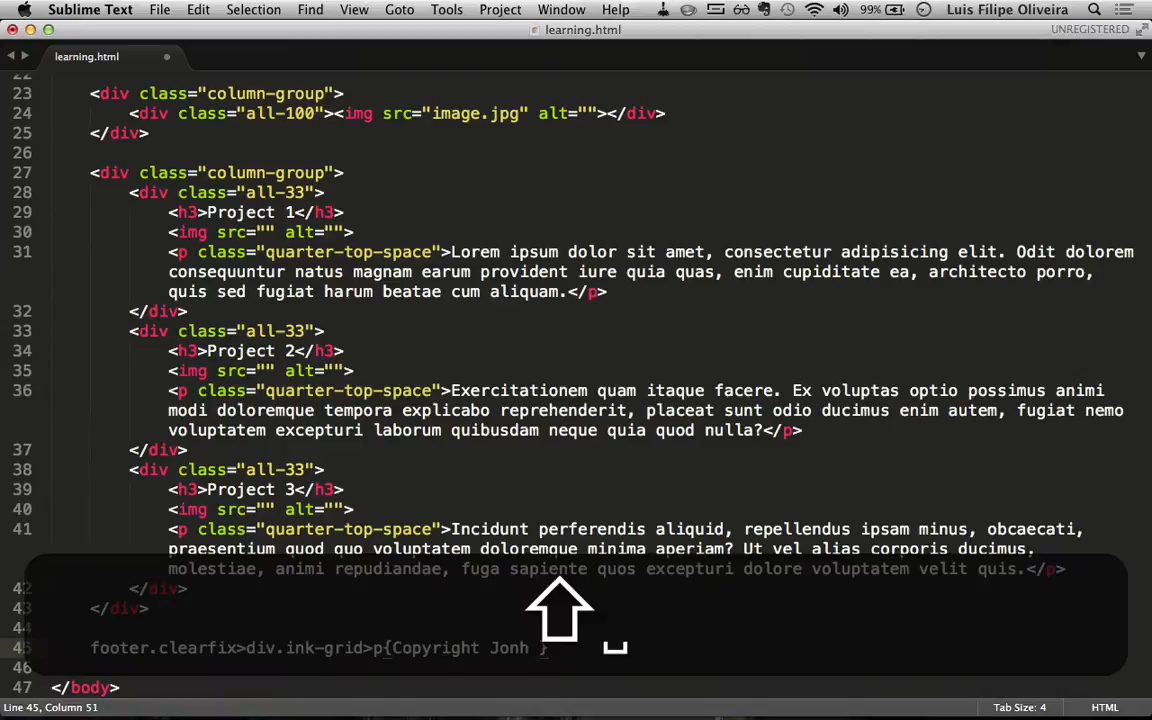 Sublime Text File Edit Selection Find View Goto Tools Project Window Help 99% Luis Filipe Oliveira
learning.html UNREGISTERED
learning.html
22
23 <div class="column-group">
24 <div class="all-100"><img src="image.jpg" alt=""></div>
25 </div>
26
27 <div class="column-group">
28 <div class="all-33">
29 <h3>Project 1</h3>
30 <img src="" alt="">
31 <p class="quarter-top-space">Lorem ipsum dolor sit amet, consectetur adipisicing elit. Odit dolorem
consequuntur natus magnam earum provident iure quia quas, enim cupiditate ea, architecto porro,
quis sed fugiat harum beatae cum aliquam.</p>
32 </div>
33 <div class="all-33">
34 <h3>Project 2</h3>
35 <img src="" alt="">
36 <p class="quarter-top-space">Exercitationem quam itaque facere. Ex voluptas optio possimus animi
modi doloremque tempora explicabo reprehenderit, placeat sunt odio ducimus enim autem, fugiat nemo
voluptatem excepturi laborum quibusdam neque quia quod nulla?</p>
37 </div>
38 <div class="all-33">
39 <h3>Project 3</h3>
40 <img src="" alt="">
41 <p class="quarter-top-space">Incidunt perferendis aliquid, repellendus ipsam minus, obcaecati,
praesentium quod quo voluptatem doloremque minima aperiam? Ut vel alias corporis ducimus,
molestiae, animi repudiandae, fuga sapiente quos excepturi dolore voluptatem velit quis.</p>
42 </div>
43 </div>
44
45 footer.clearfix>div.ink-grid>p{Copyright Jonh }
46
47 </body>
Line 45, Column 51 Tab Size: 4 HTML